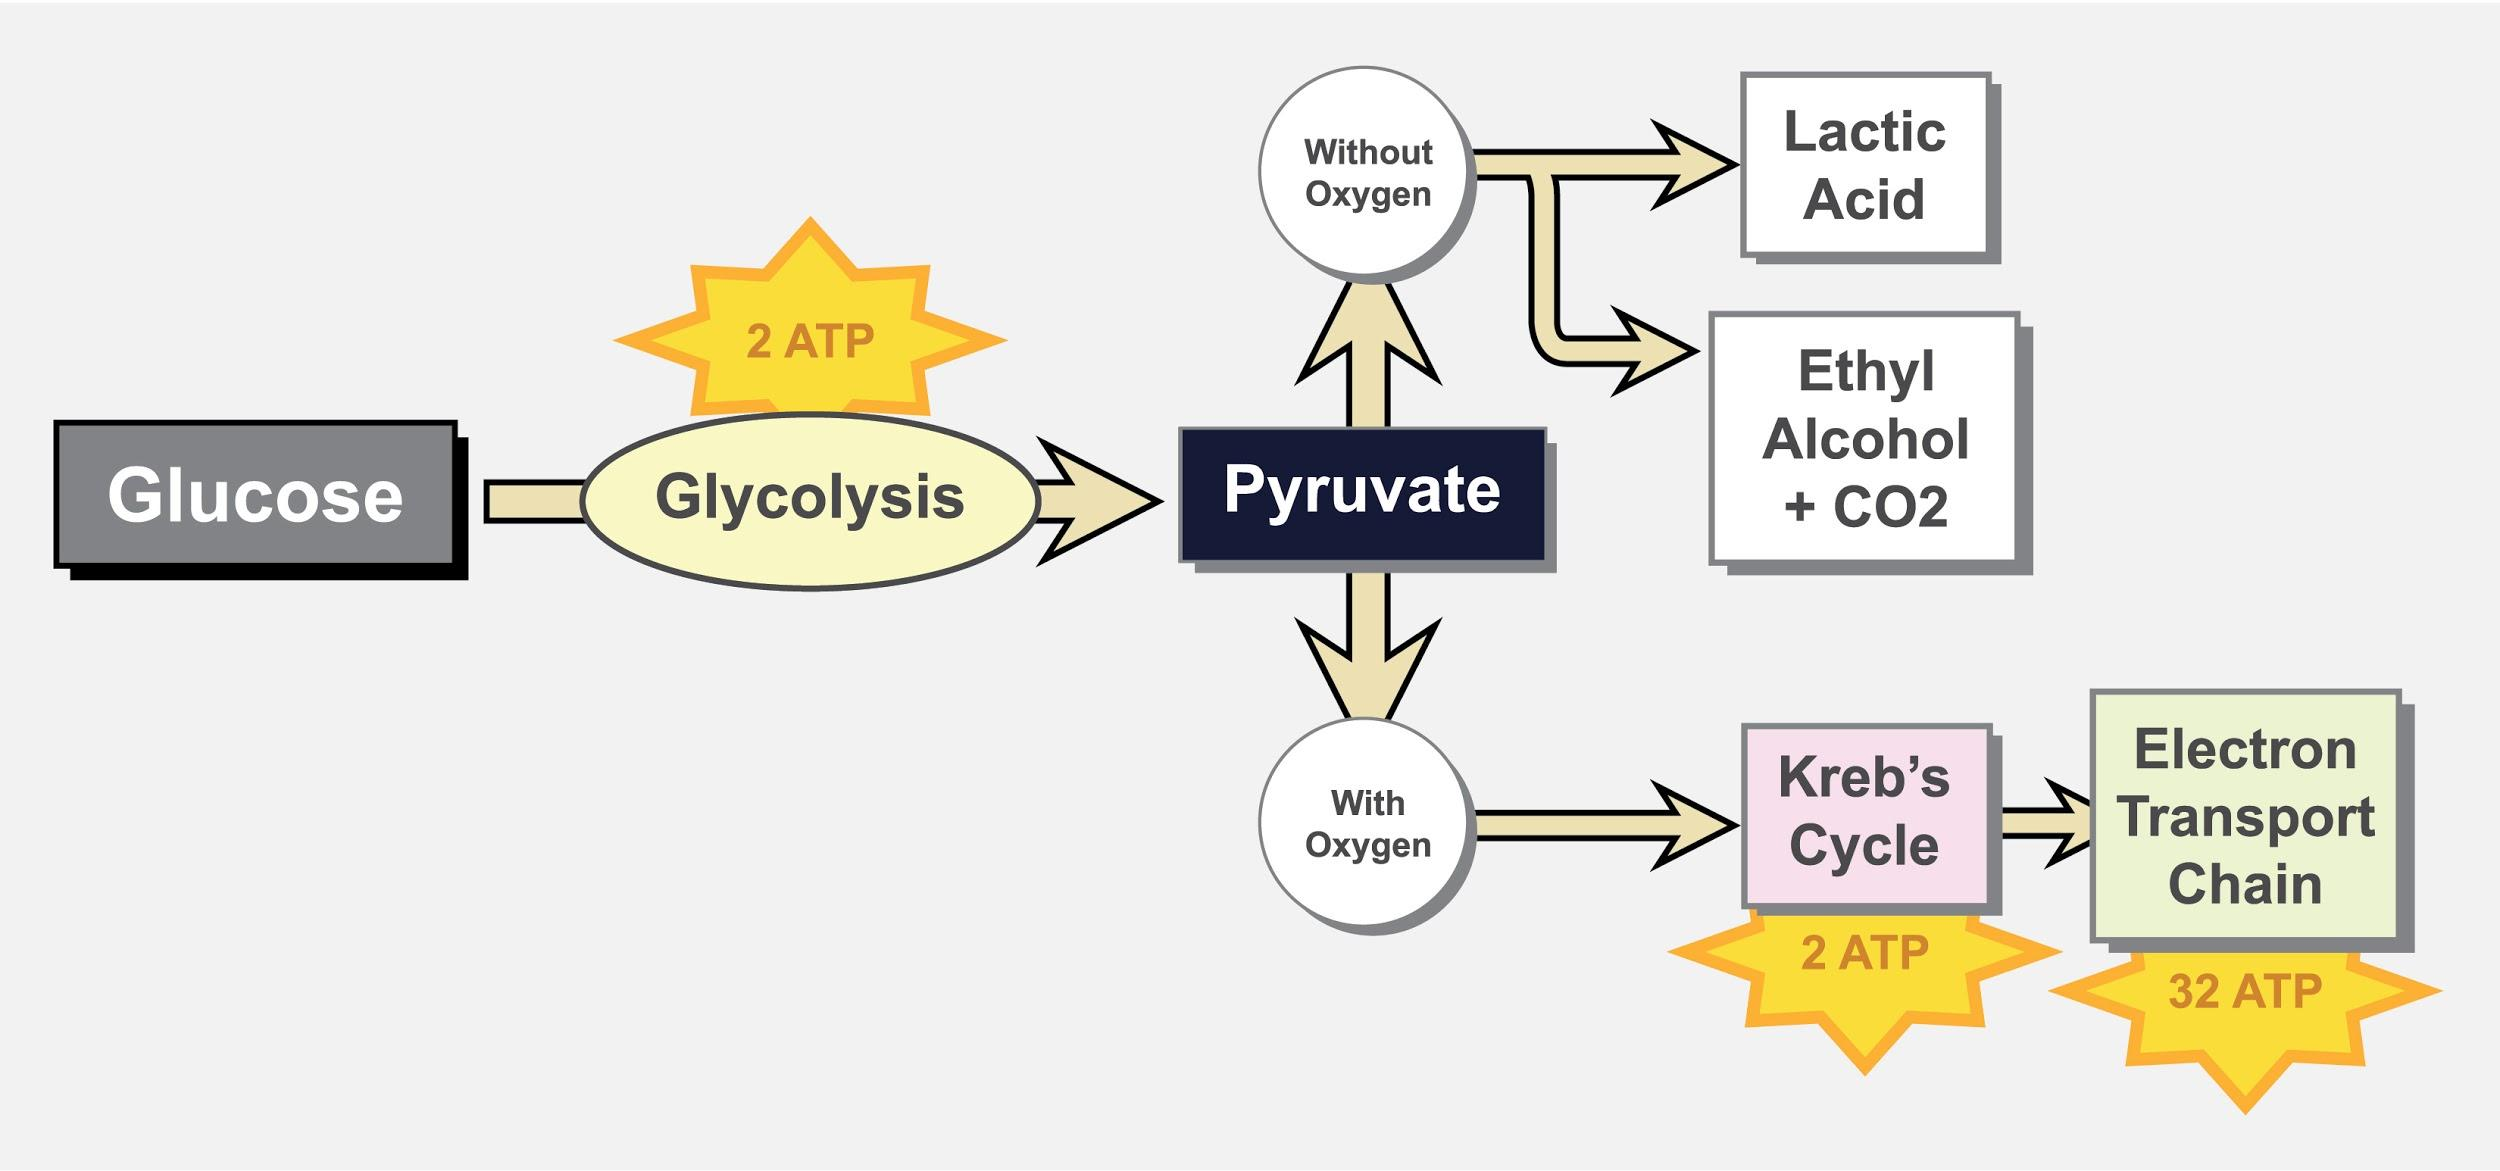 Glucose
2 ATP
Glycolysis
Pyruvate
Without
Oxygen
Lactic
Acid
Ethyl
Alcohol
+ CO2
With
Oxygen
Kreb’s
Cycle
2 ATP
Electron
Transport
Chain
32 ATP